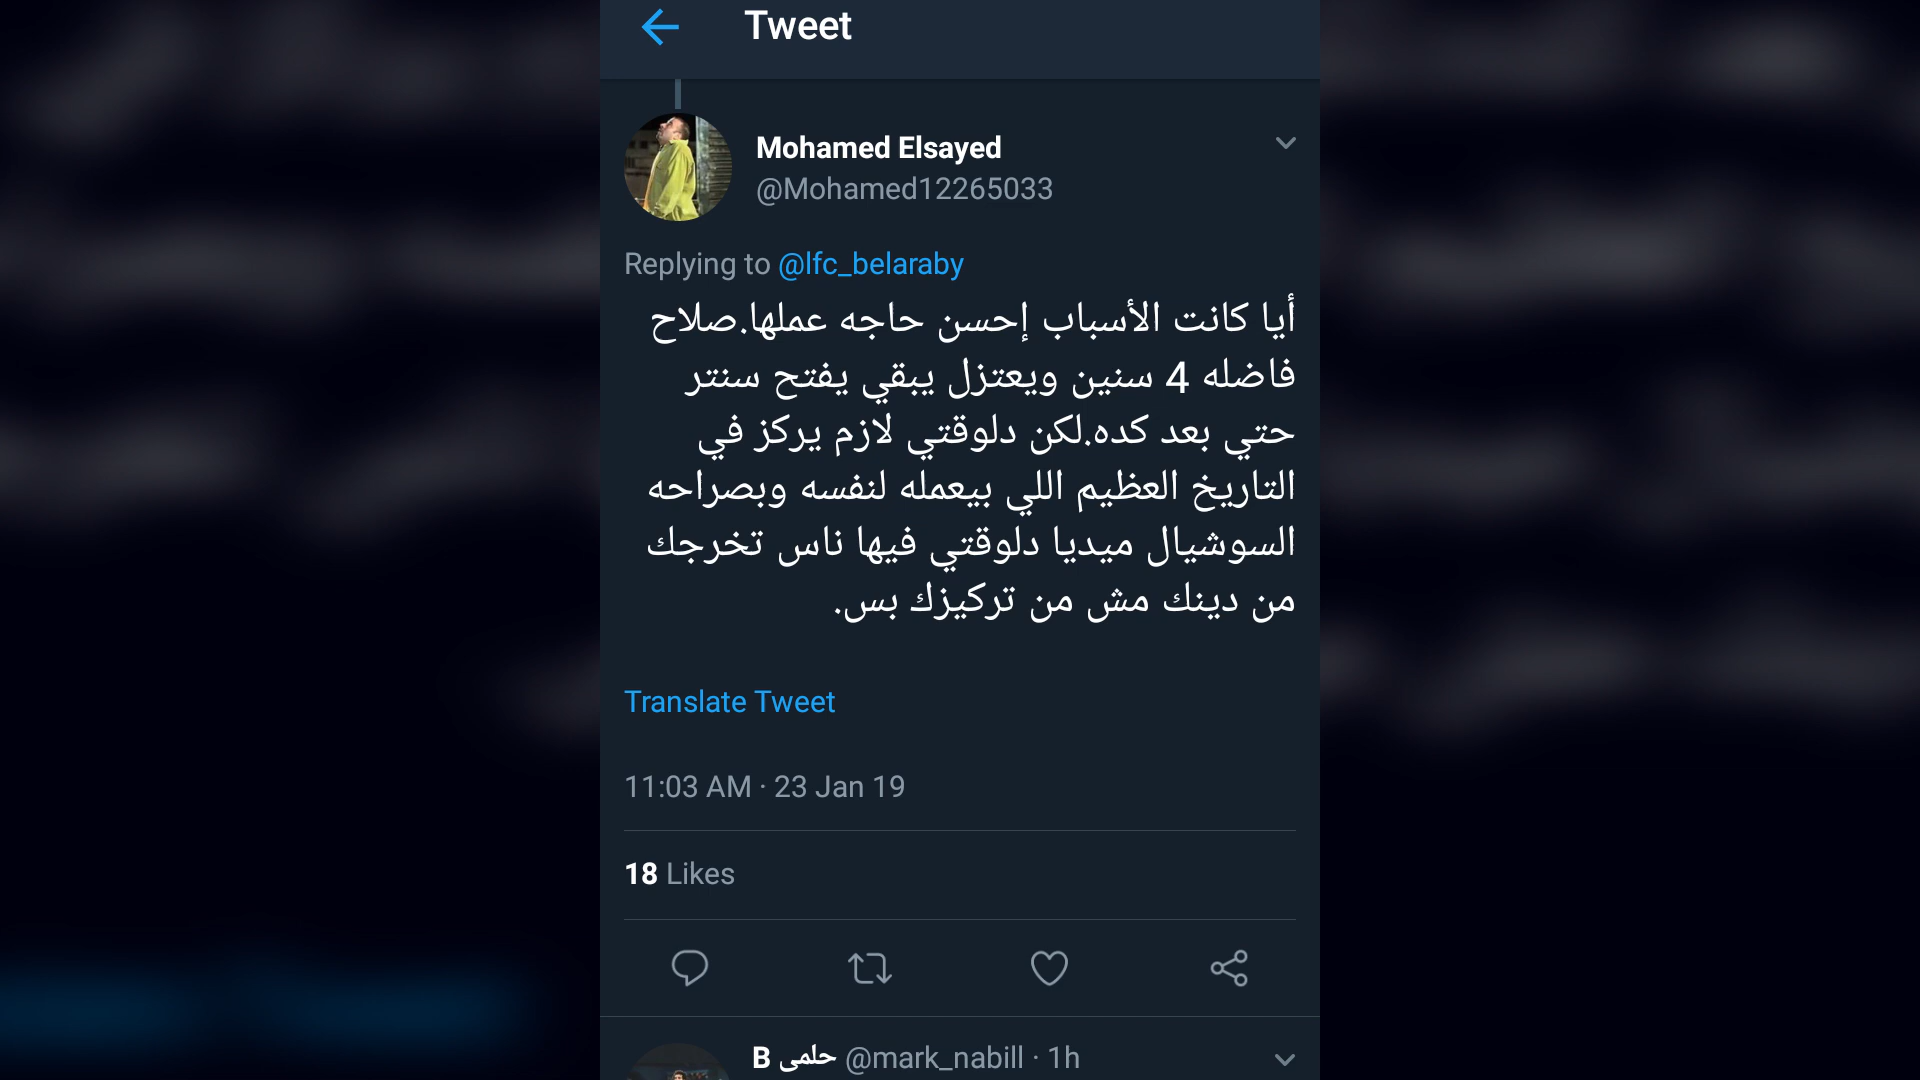 Tweet
Mohamed Elsayed
@Mohamed12265033
Replying to @lfc_belaraby
أيا كانت الأسباب إحسن حاجه عملها.صلاح
فاضله 4 سنين ويعتزل يبقي يفتح سنتر
حتي بعد كده.لكن دلوقتي لازم يركز في
التاريخ العظيم اللي بيعمله لنفسه وبصراحه
السوشيال ميديا دلوقتي فيها ناس تخرجك
من دينك مش من تركيزك بس.
Translate Tweet
11:03 AM · 23 Jan 19
18 Likes
حلمى B @mark_nabill · 1h